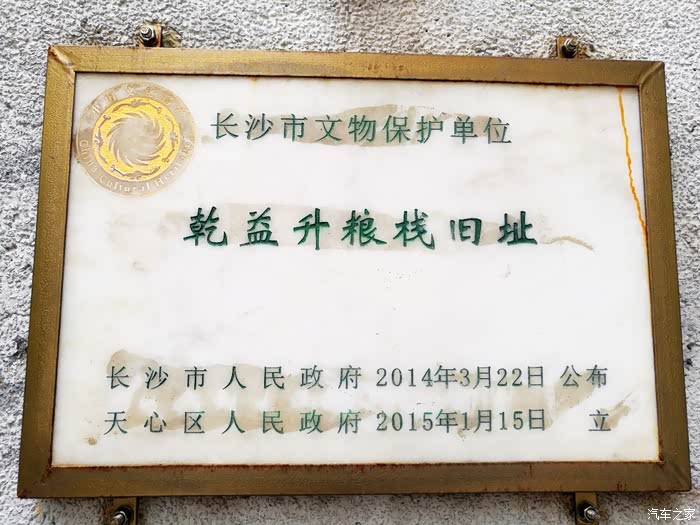 长沙市文物保护单位
乾益升粮栈旧址
长沙市人民政府 2014年3月22日 公布
天心区人民政府 2015年1月15日 立
China Cultural Heritage
汽车之家